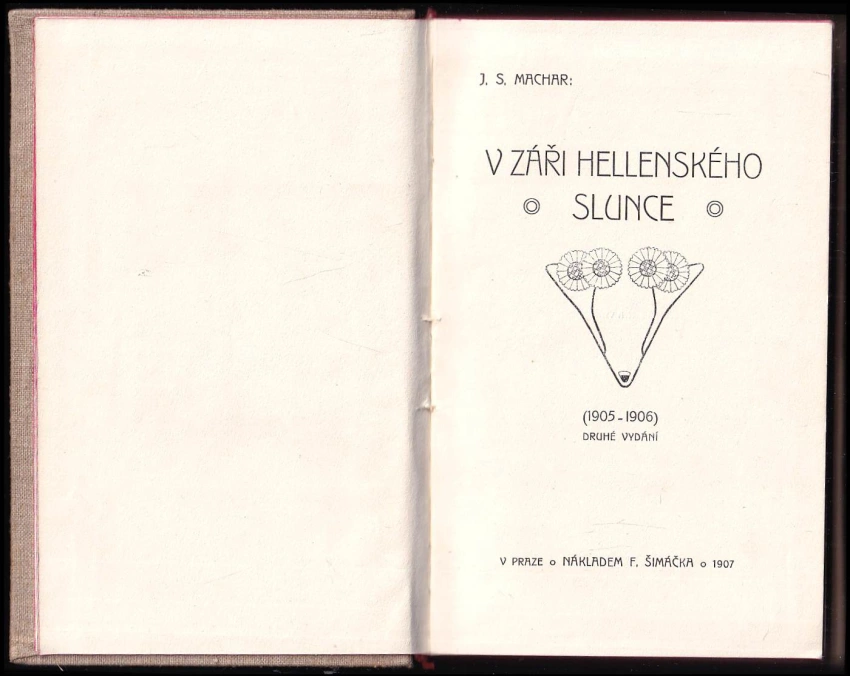 J. S. MACHAR:
V ZÁŘI HELLENSKÉHO
SLUNCE
(1905-1906)
DRUHÉ VYDÁNÍ
V PRAZE o NÁKLADEM F. ŠIMÁČKA o 1907